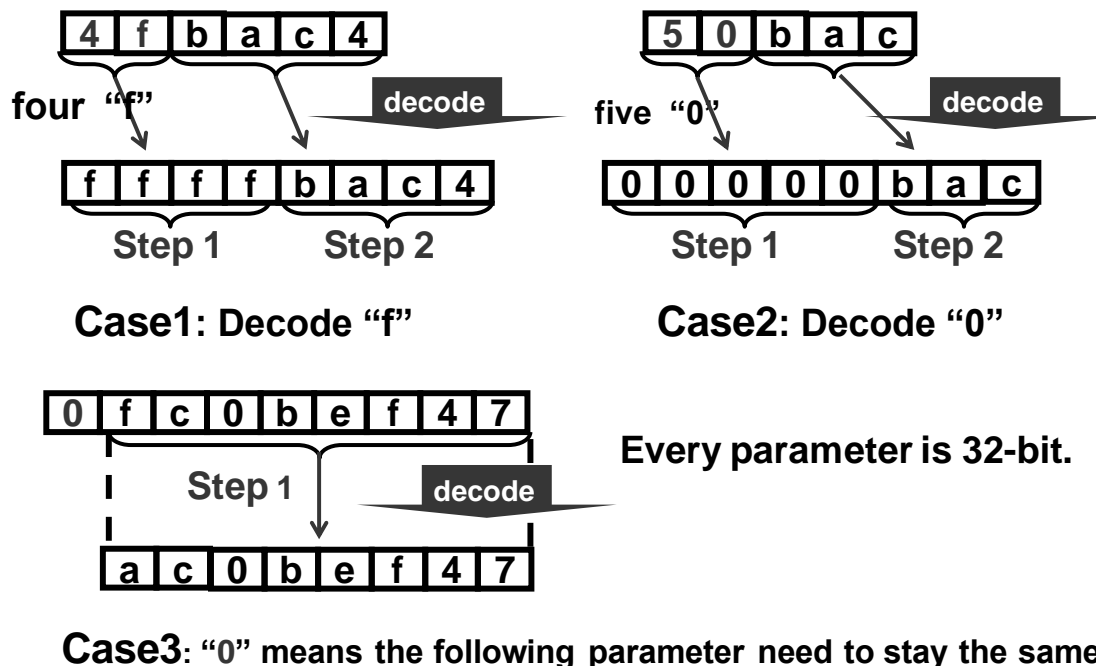 4 f b a c 4
5 0 b a c
four "f"
decode
five "0"
decode
f f f f b a c 4
0 0 0 0 0 b a c
Step 1
Step 2
Step 1
Step 2
Case1: Decode "f"
Case2: Decode "0"
0 f c 0 b e f 4 7
Every parameter is 32-bit.
Step 1
decode
a c 0 b e f 4 7
Case3: "0" means the following parameter need to stay the same